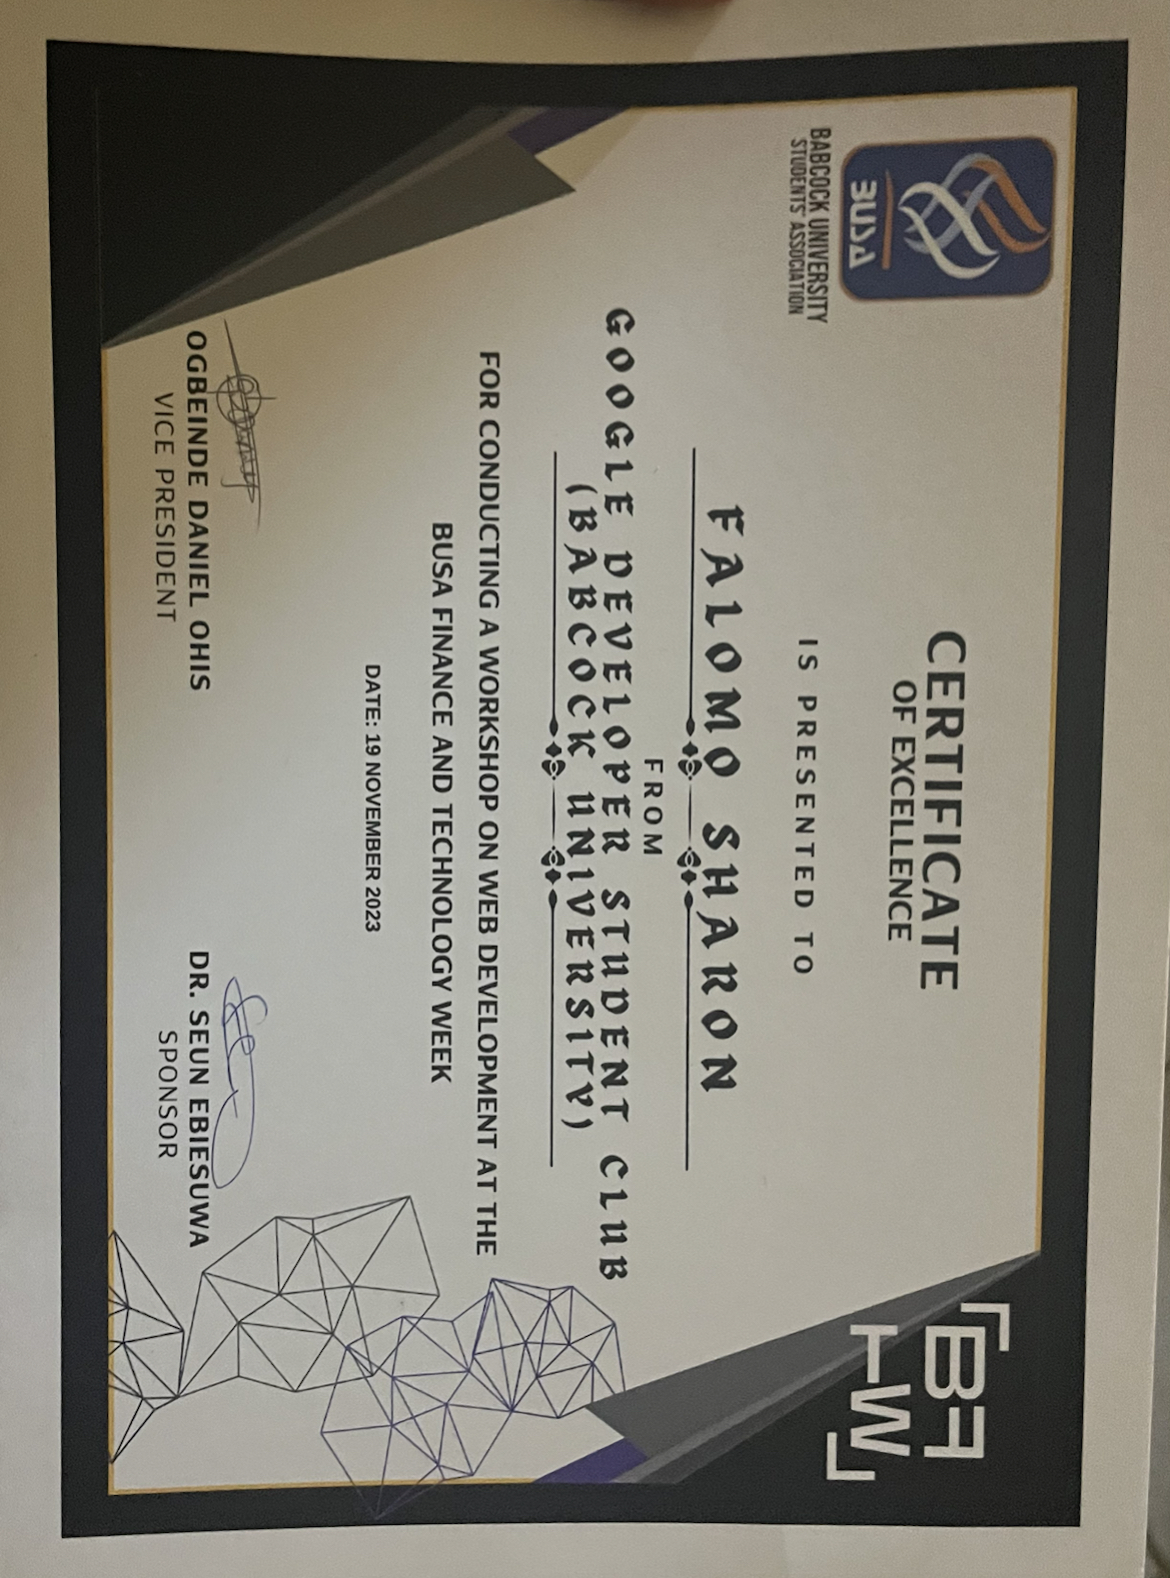 BUSA
BABCOCK UNIVERSITY
STUDENTS' ASSOCIATION
BF
TW
CERTIFICATE
OF EXCELLENCE
IS PRESENTED TO
FALOMO SHARON
FROM
GOOGLE DEVELOPER STUDENT CLUB
(BABCOCK UNIVERSITY)
FOR CONDUCTING A WORKSHOP ON WEB DEVELOPMENT AT THE
BUSA FINANCE AND TECHNOLOGY WEEK
DATE: 19 NOVEMBER 2023
OGBEINDE DANIEL OHIS
VICE PRESIDENT
DR. SEUN EBIESUWA
SPONSOR